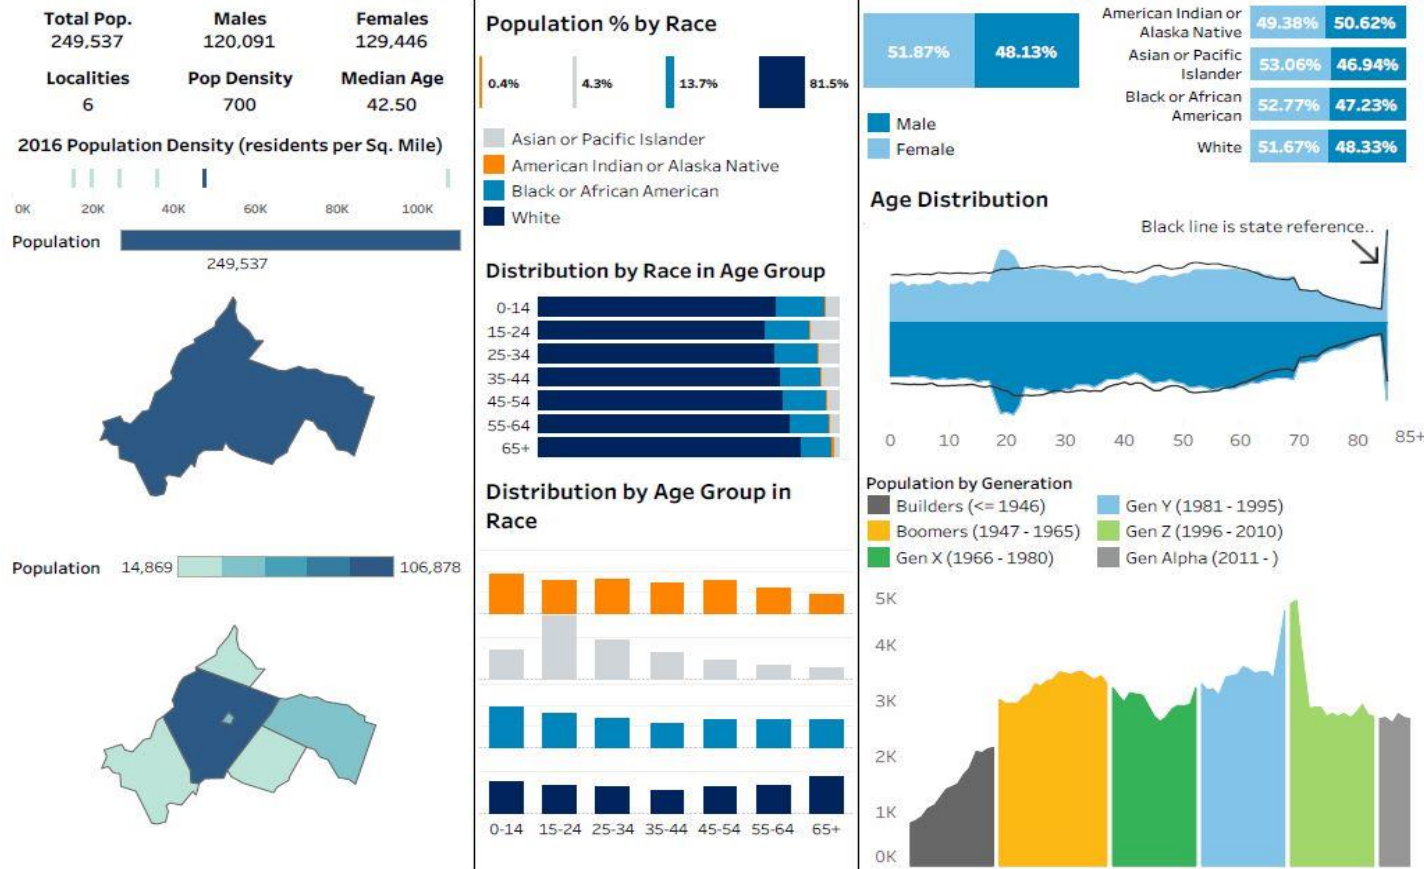 Total Pop. Males Females
249,537 120,091 129,446
Localities Pop Density Median Age
6 700 42.50
2016 Population Density (residents per Sq. Mile)
0K 20K 40K 60K 80K 100K
Population
249,537
Population 14,869 106,878
Population % by Race
0.4% 4.3% 13.7% 81.5%
Asian or Pacific Islander
American Indian or Alaska Native
Black or African American
White
Distribution by Race in Age Group
0-14
15-24
25-34
35-44
45-54
55-64
65+
Distribution by Age Group in
Race
0-14 15-24 25-34 35-44 45-54 55-64 65+
51.87% 48.13%
Male
Female
American Indian or
Alaska Native
49.38% 50.62%
Asian or Pacific
Islander
53.06% 46.94%
Black or African
American
52.77% 47.23%
White 51.67% 48.33%
Age Distribution
Black line is state reference..
0 10 20 30 40 50 60 70 80 85+
Population by Generation
Builders (<= 1946)
Boomers (1947 - 1965)
Gen X (1966 - 1980)
Gen Y (1981 - 1995)
Gen Z (1996 - 2010)
Gen Alpha (2011 - )
5K
4K
3K
2K
1K
0K